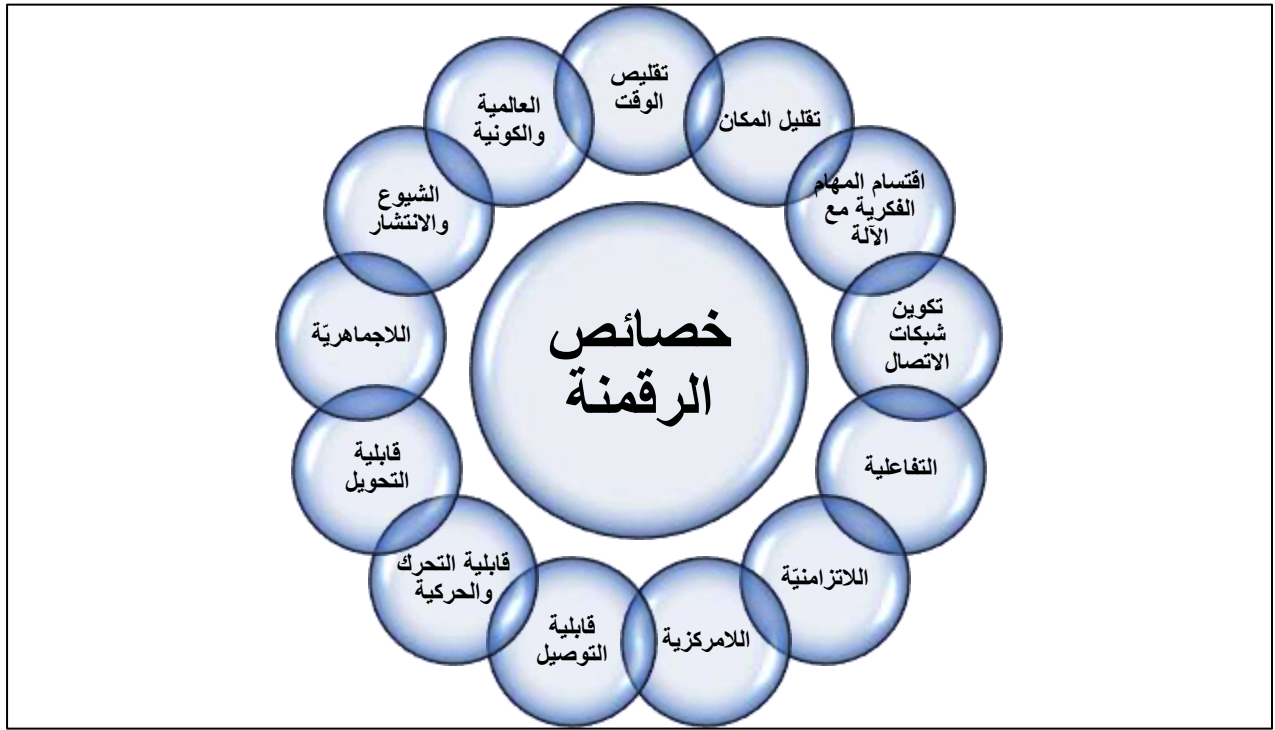 خصائص
الرقمنة
تقليص
الوقت
تقليل المكان
اقتسام المهام
الفكرية مع
الآلة
تكوين
شبكات
الاتصال
التفاعلية
اللاتزامنيّة
اللامركزية
قابلية
التوصيل
قابلية التحرك
والحركية
قابلية
التحويل
اللاجماهريّة
الشيوع
والانتشار
العالمية
والكونية